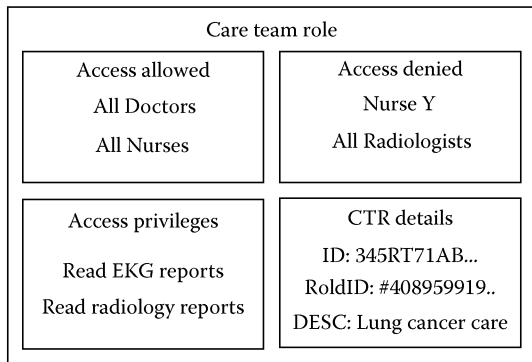 Care team role
Access allowed
All Doctors
All Nurses
Access denied
Nurse Y
All Radiologists
Access privileges
Read EKG reports
Read radiology reports
CTR details
ID: 345RT71AB...
RoldID: #408959919..
DESC: Lung cancer care